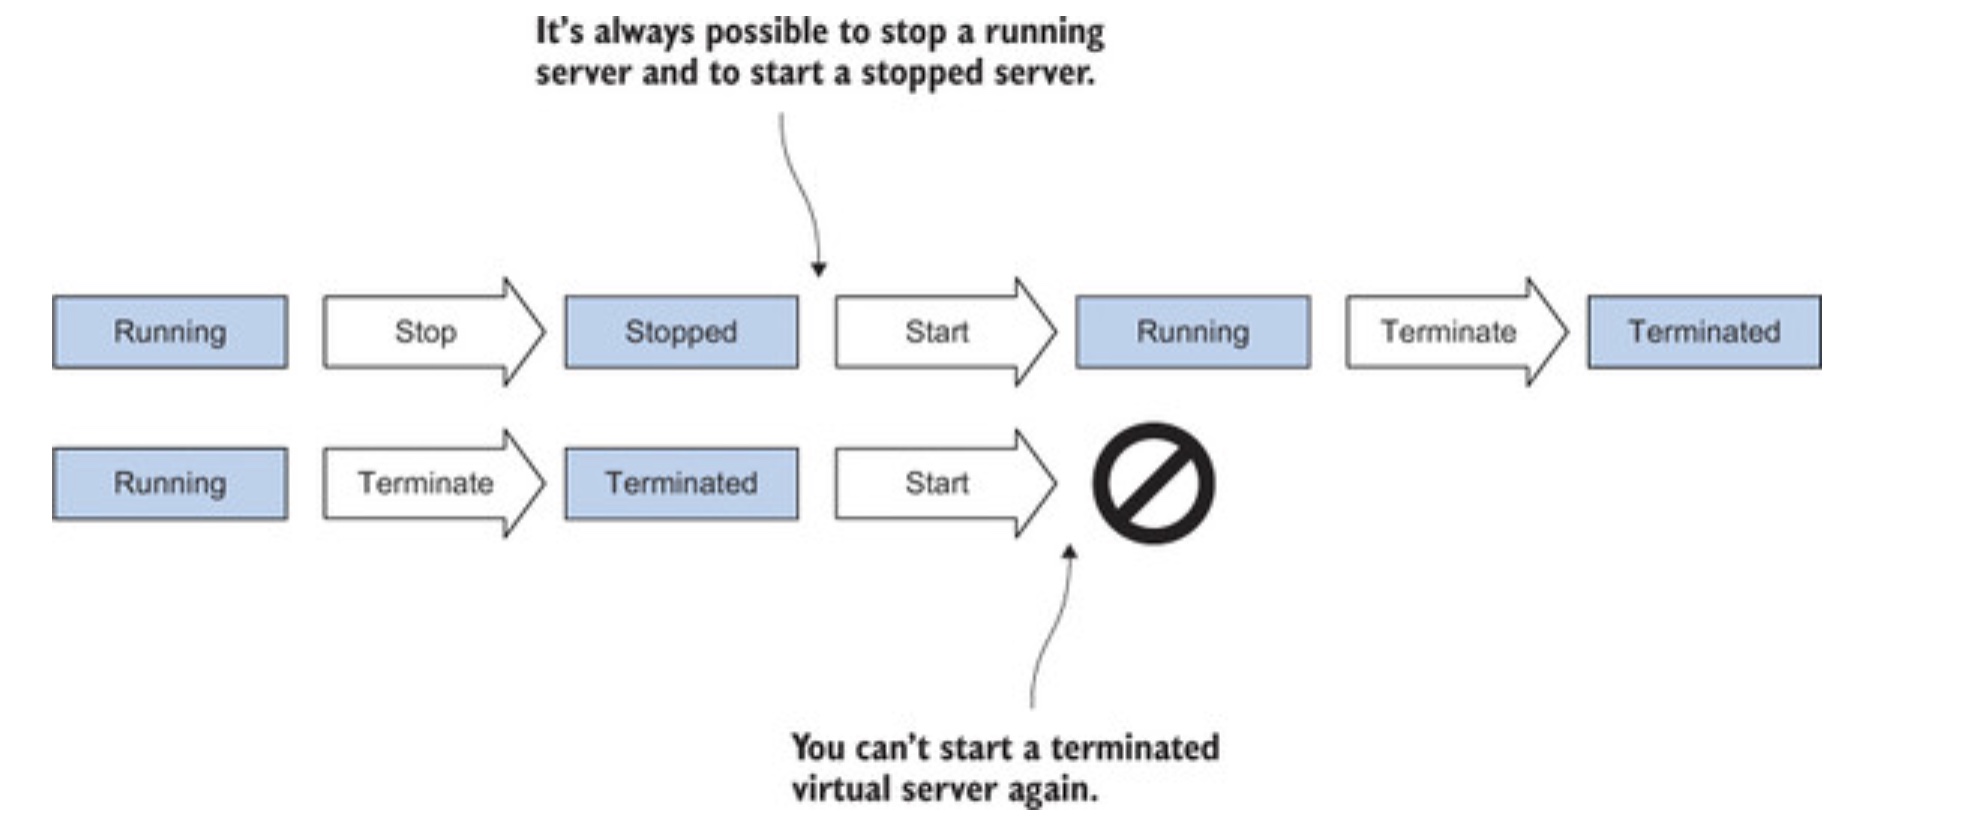 It's always possible to stop a running
server and to start a stopped server.
Running
Stop
Stopped
Start
Running
Terminate
Terminated
Running
Terminate
Terminated
Start
You can't start a terminated
virtual server again.